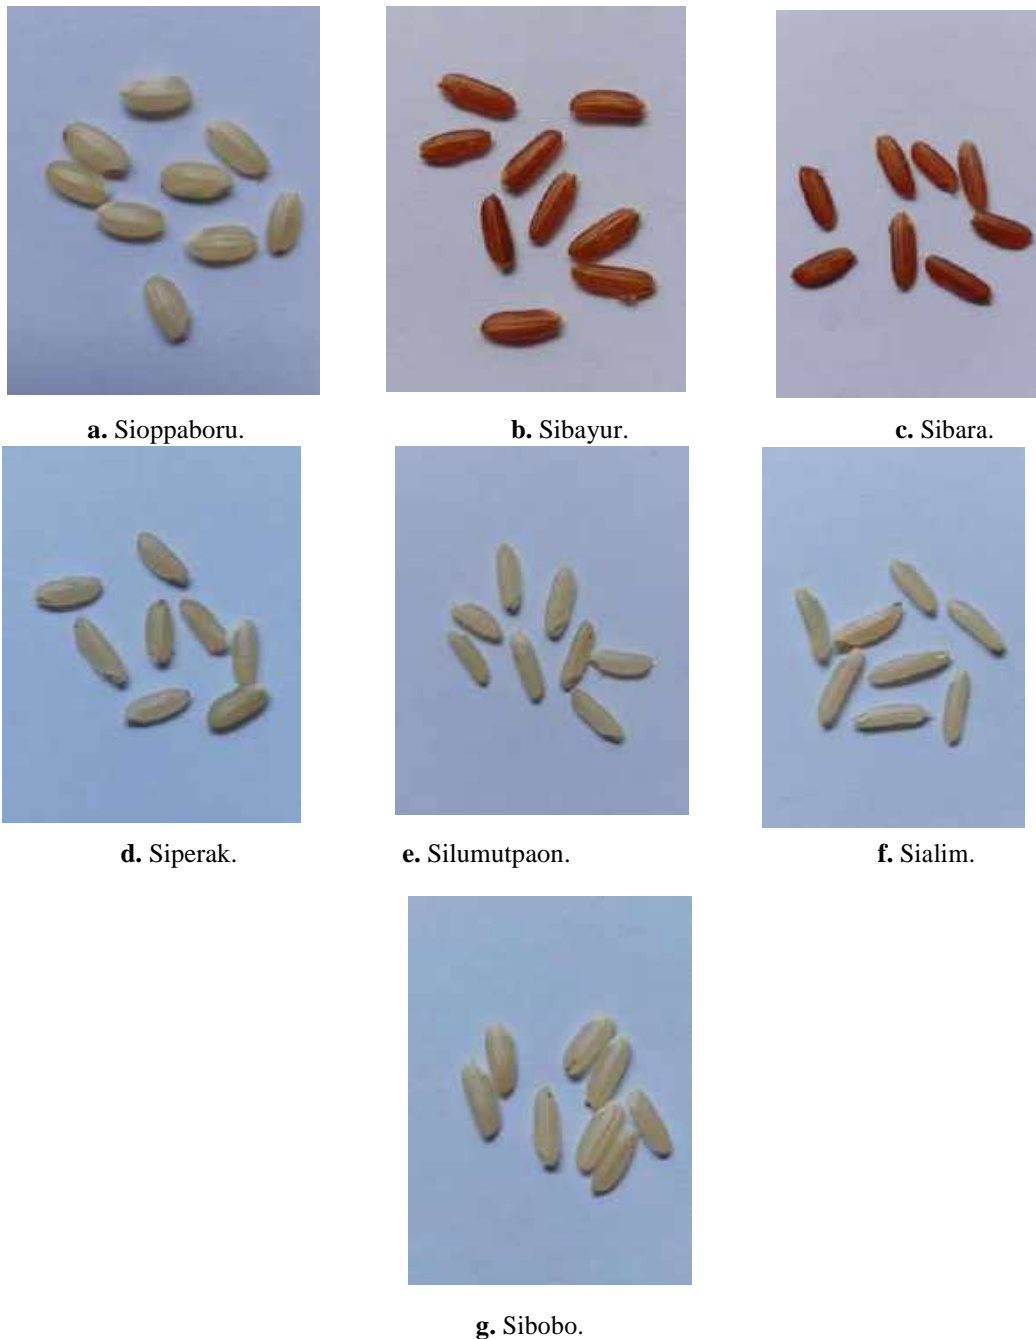 a. Sioppaboru.
b. Sibayur.
c. Sibara.
d. Siperak.
e. Silumutpaon.
f. Sialim.
g. Sibobo.